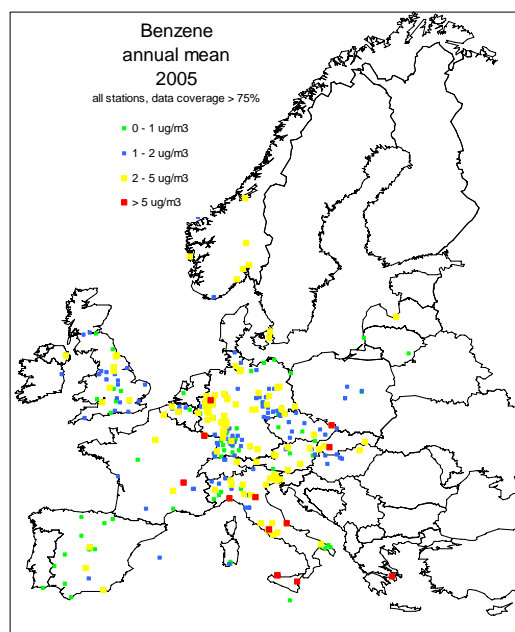 Benzene
annual mean
2005
all stations, data coverage > 75%
0 - 1 ug/m3
1 - 2 ug/m3
2 - 5 ug/m3
> 5 ug/m3